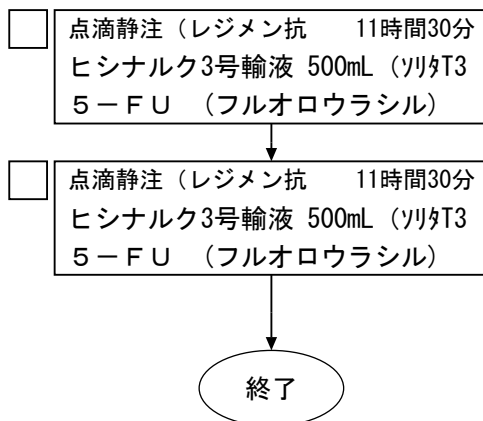 点滴静注（レジメン抗　　11時間30分
ヒシナルク3号輸液 500mL（ｿﾘﾀT3
５－ＦＵ　（フルオロウラシル）
点滴静注（レジメン抗　　11時間30分
ヒシナルク3号輸液 500mL（ｿﾘﾀT3
５－ＦＵ　（フルオロウラシル）
終了